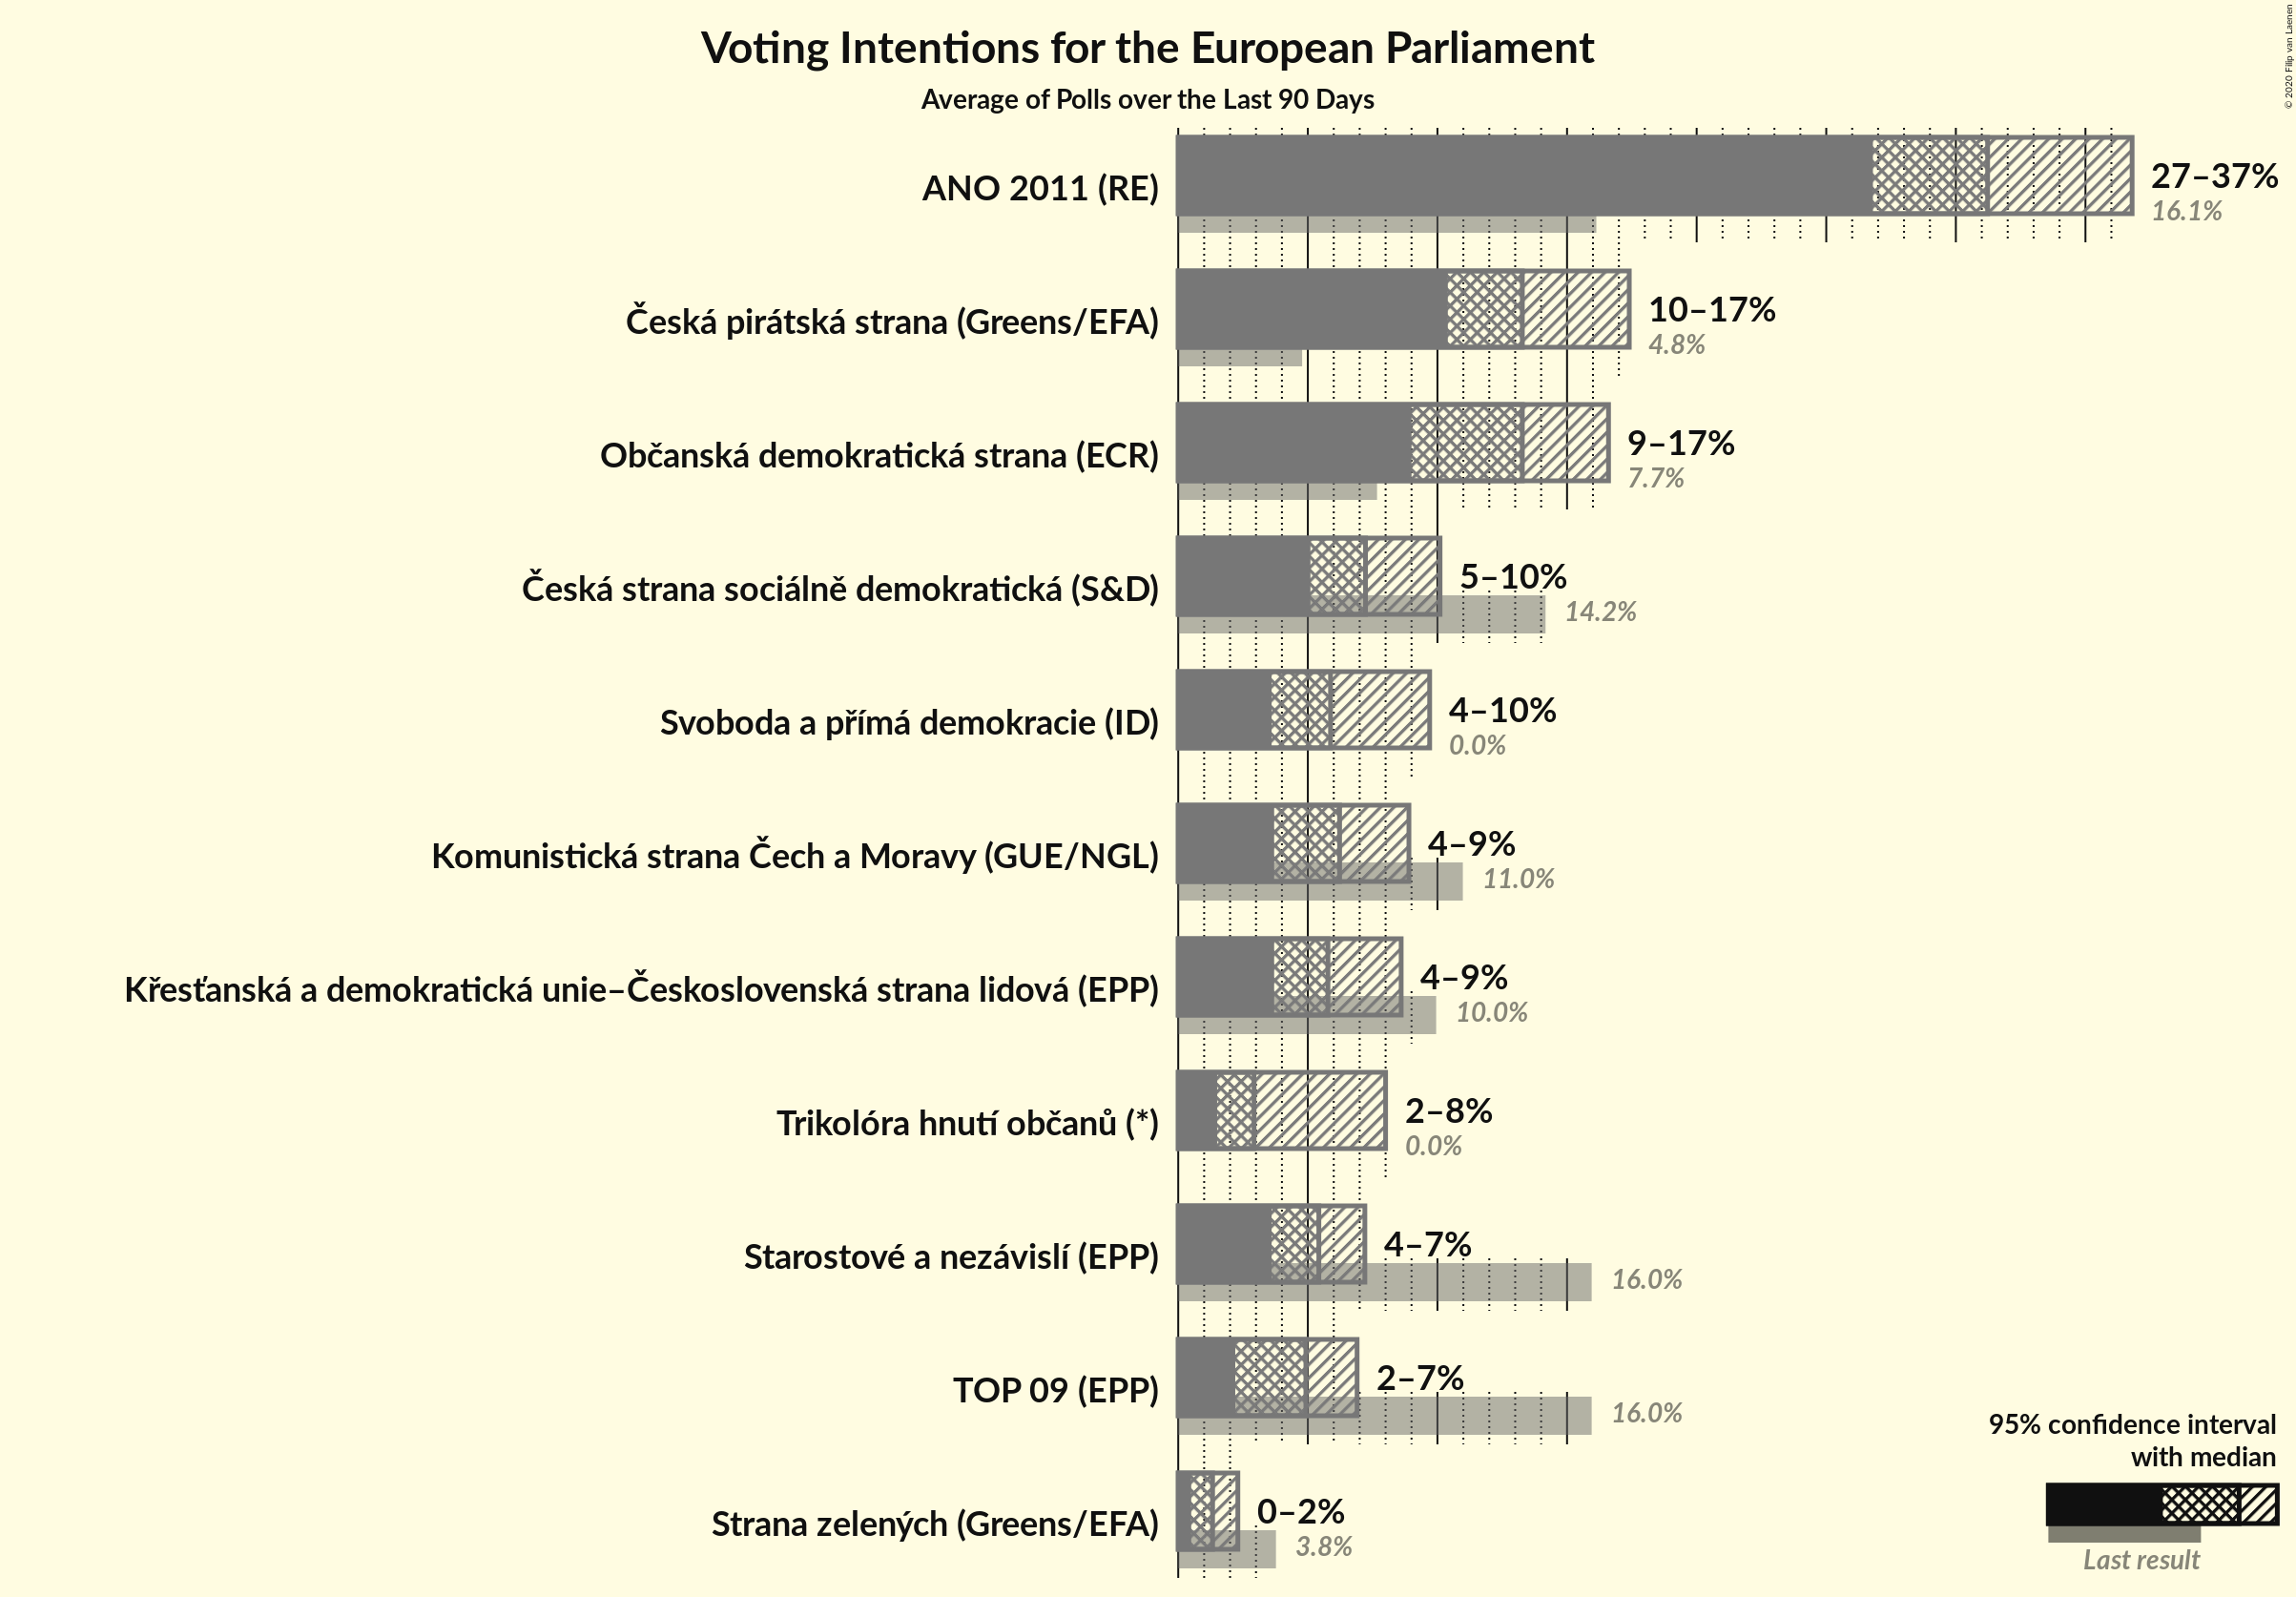 Voting Intentions for the European Parliament
Average of Polls over the Last 90 Days
© 2020 Filip van Laenen
ANO 2011 (RE)
27–37%
16.1%
Česká pirátská strana (Greens/EFA)
10–17%
4.8%
Občanská demokratická strana (ECR)
9–17%
7.7%
Česká strana sociálně demokratická (S&D)
5–10%
14.2%
Svoboda a přímá demokracie (ID)
4–10%
0.0%
Komunistická strana Čech a Moravy (GUE/NGL)
4–9%
11.0%
Křesťanská a demokratická unie–Československá strana lidová (EPP)
4–9%
10.0%
Trikolóra hnutí občanů (*)
2–8%
0.0%
Starostové a nezávislí (EPP)
4–7%
16.0%
TOP 09 (EPP)
2–7%
16.0%
Strana zelených (Greens/EFA)
0–2%
3.8%
95% confidence interval
with median
Last result